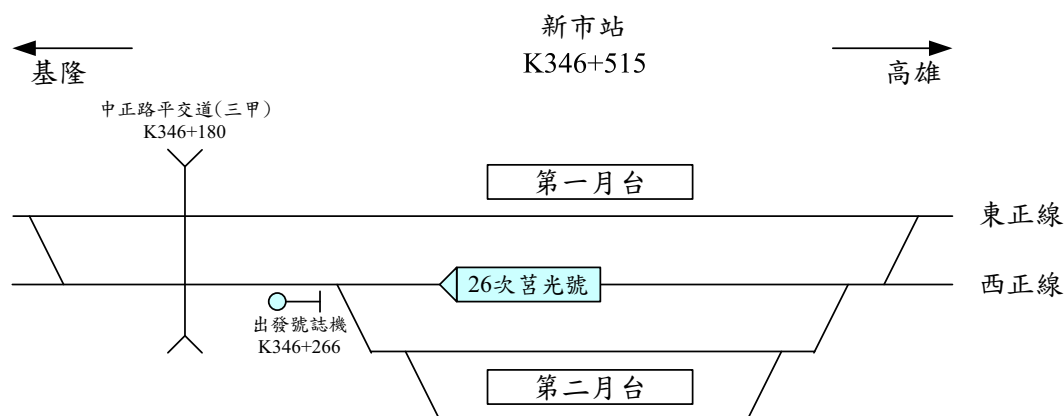 新市站
K346+515
基隆
高雄
中正路平交道(三甲)
K346+180
第一月台
東正線
26次莒光號
西正線
出發號誌機
K346+266
第二月台